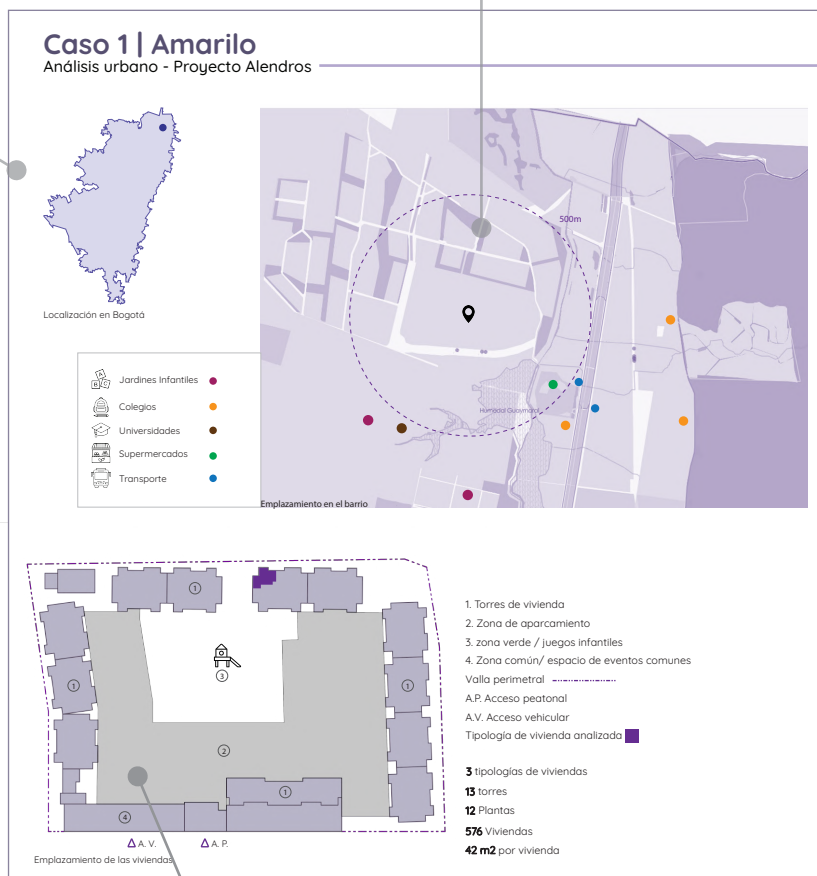 Caso 1 | Amarilo
Análisis urbano - Proyecto Alendros
Localización en Bogotá
500m
Humedal Guaymaral
Emplazamiento en el barrio
A
B C
Jardines Infantiles
Colegios
Universidades
Supermercados
Transporte
1
1
3
1
1
2
1
4
A. V.
A. P.
Emplazamiento de las viviendas
1. Torres de vivienda
2. Zona de aparcamiento
3. zona verde / juegos infantiles
4. Zona común/ espacio de eventos comunes
Valla perimetral
A.P. Acceso peatonal
A.V. Acceso vehicular
Tipología de vivienda analizada
3 tipologías de viviendas
13 torres
12 Plantas
576 Viviendas
42 m2 por vivienda